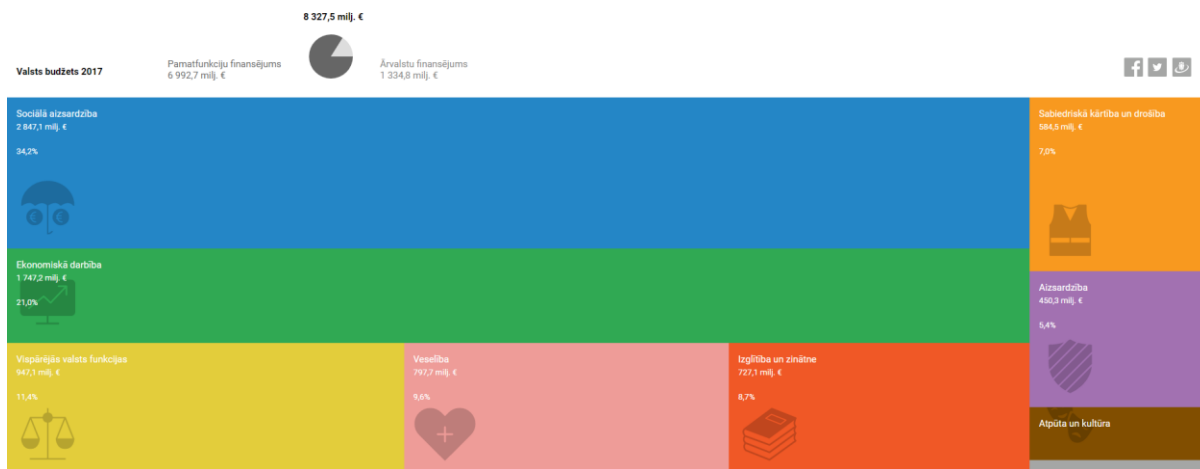 8 327,5 milj. €
Valsts budžets 2017
Pamatfunkciju finansējums
6 992,7 milj. €
Ārvalstu finansējums
1 334,8 milj. €
Sociālā aizsardzība
2 847,1 milj. €
34,2%
Sabiedriskā kārtība un drošība
584,5 milj. €
7,0%
Ekonomiskā darbība
1 747,2 milj. €
21,0%
Aizsardzība
450,3 milj. €
5,4%
Vispārējās valsts funkcijas
947,1 milj. €
11,4%
Veselība
797,7 milj. €
9,6%
Izglītība un zinātne
727,1 milj. €
8,7%
Atpūta un kultūra